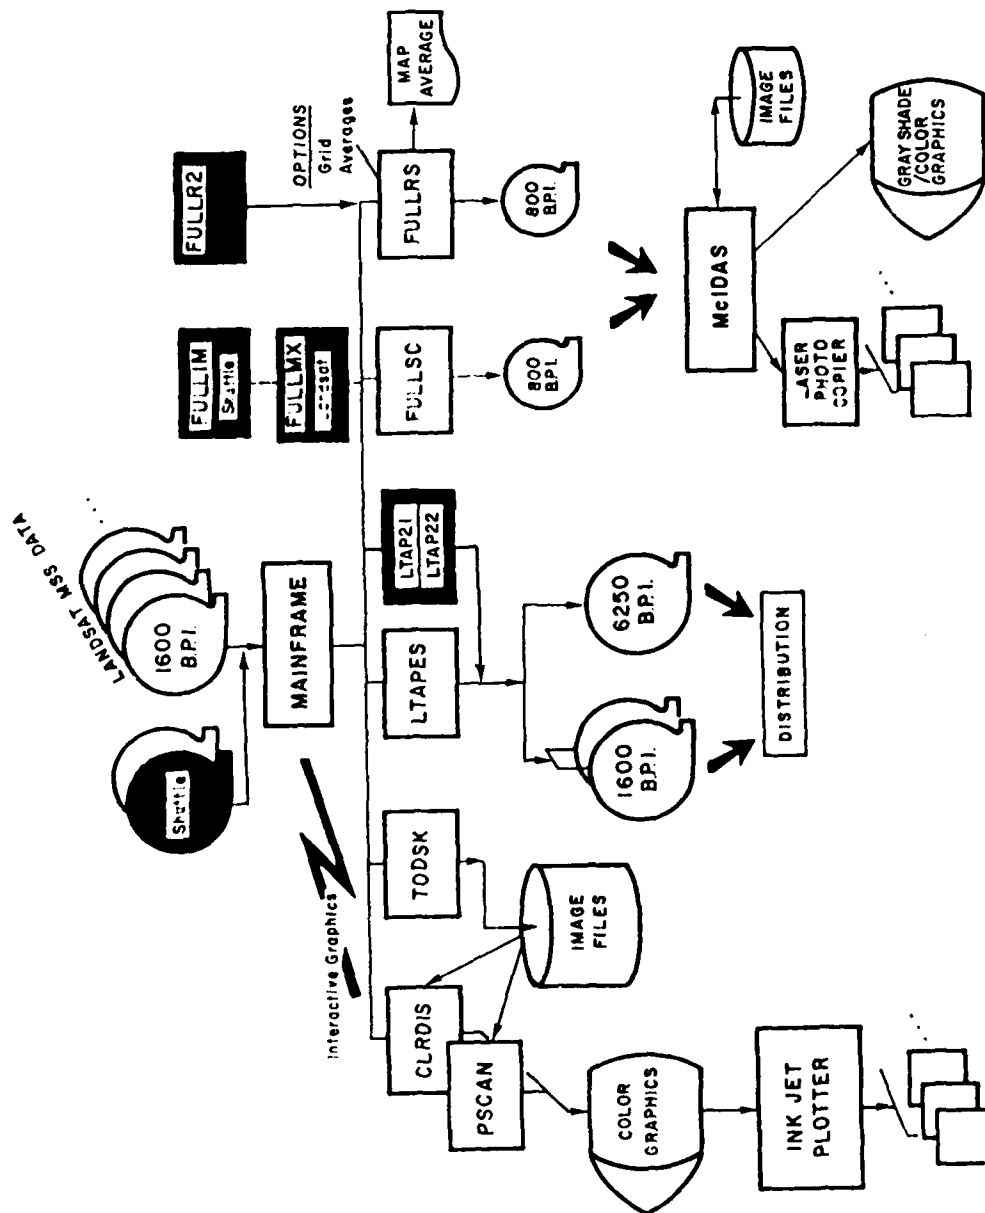 LANDSAT MSS DATA
...
Shuttle
1600
B.P.I.
MAINFRAME
Interactive Graphics
FULLIM
Shuttle
FULLMX
Landsat
FULLR2
OPTIONS
Grid
Averages
CLRDIS
PSCAN
TODSK
LTAPES
LTAP21
LTAP22
FULLSC
FULLRS
MAP
AVERAGE
IMAGE
FILES
1600
B.P.I.
6250
B.P.I.
800
B.P.I.
800
B.P.I.
COLOR
GRAPHICS
DISTRIBUTION
McIDAS
IMAGE
FILES
INK JET
PLOTTER
...
LASER
PHOTO
COPIER
...
GRAY SHADE
/COLOR
GRAPHICS